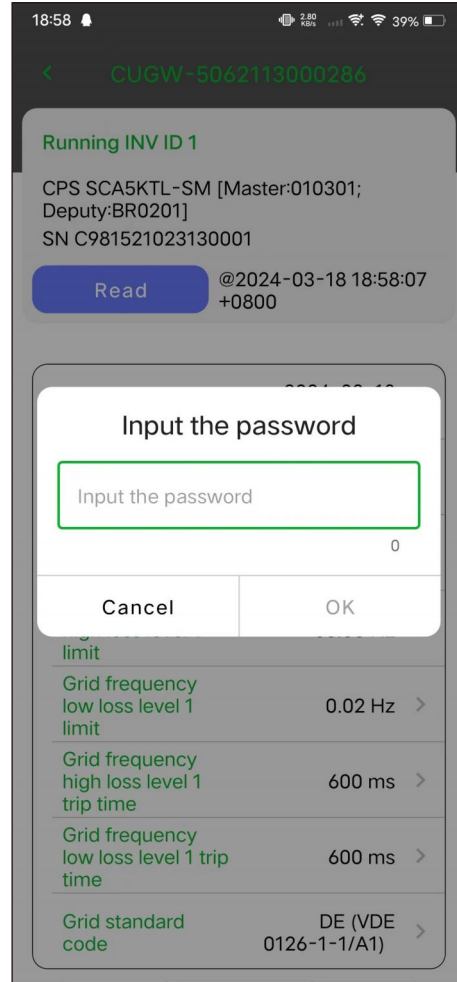 18:58
2.80
KB/s
39%
CUGW-5062113000286
Running INV ID 1
CPS SCA5KTL-SM [Master:010301;
Deputy:BR0201]
SN C981521023130001
Read
@2024-03-18 18:58:07
+0800
Input the password
Input the password
0
Cancel
OK
limit
Grid frequency
low loss level 1
limit
0.02 Hz
Grid frequency
high loss level 1
trip time
600 ms
Grid frequency
low loss level 1 trip
time
600 ms
Grid standard
code
DE (VDE
0126-1-1/A1)